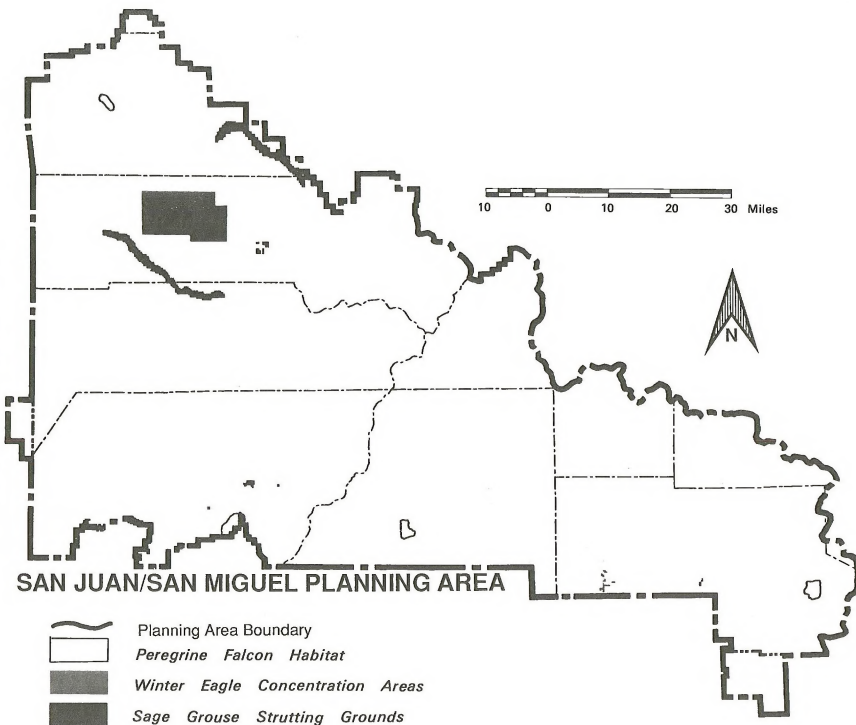 10 0 10 20 30 Miles
N
SAN JUAN/SAN MIGUEL PLANNING AREA
Planning Area Boundary
Peregrine Falcon Habitat
Winter Eagle Concentration Areas
Sage Grouse Strutting Grounds